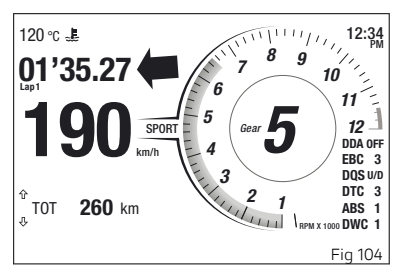 120 °C
12:34
PM
01'35.27
Lap1
190
km/h
SPORT
Gear 5
1
2
3
4
5
6
7
8
9
10
11
12
RPM X 1000
DDA OFF
EBC 3
DQS U/D
DTC 3
ABS 1
DWC 1
TOT 260 km
Fig 104